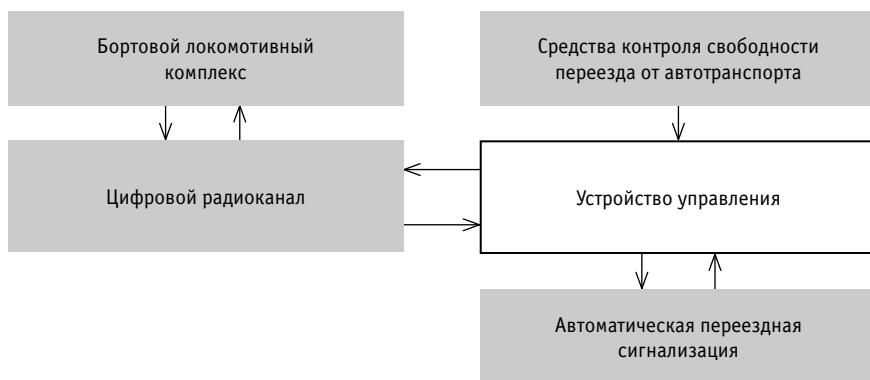 Бортовой локомотивный
комплекс
Средства контроля свободности
переезда от автотранспорта
Цифровой радиоканал
Устройство управления
Автоматическая переездная
сигнализация